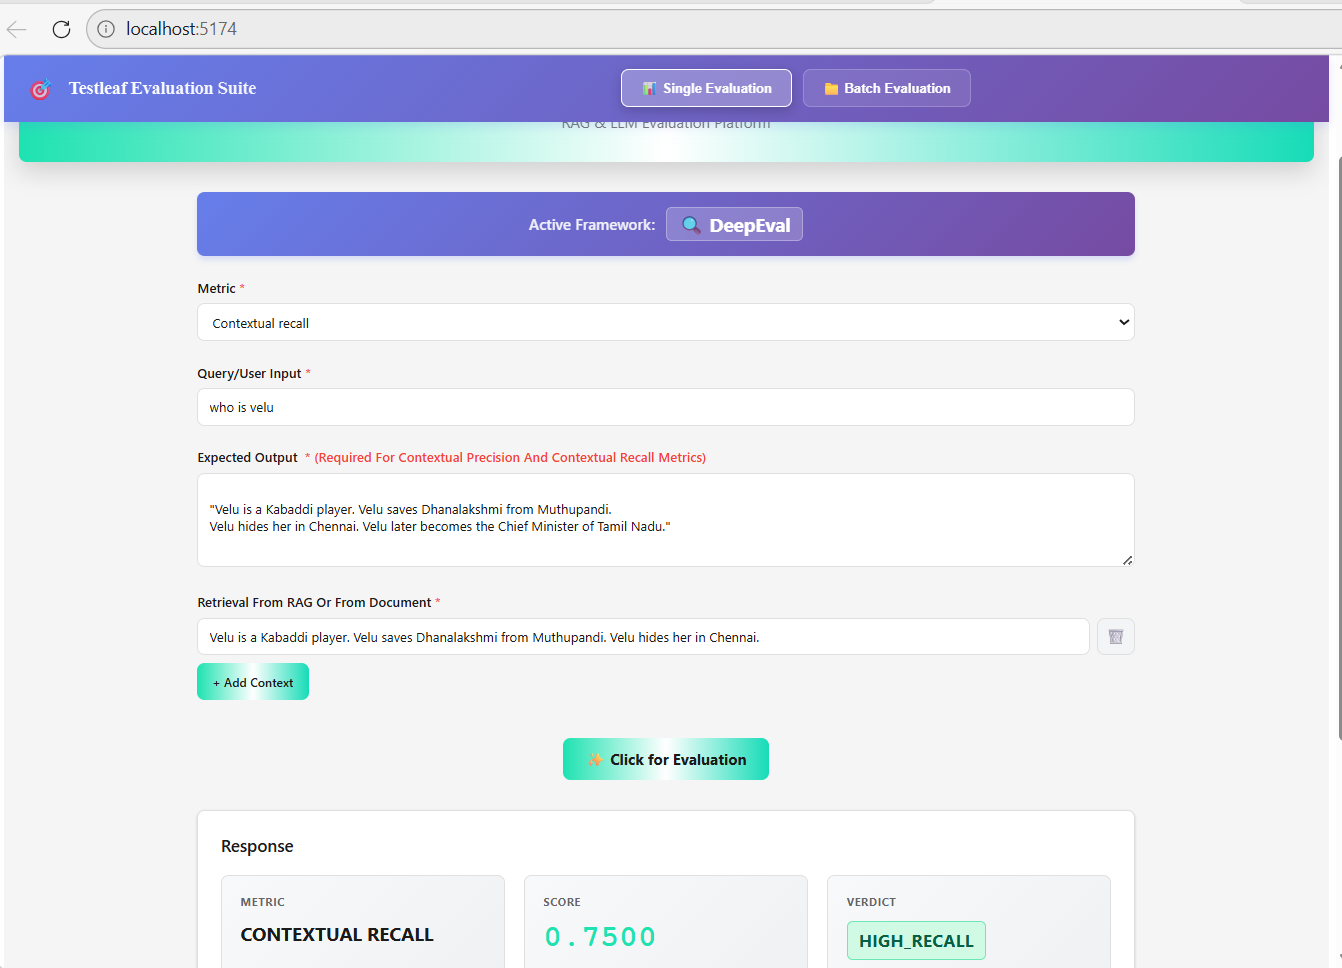 localhost:5174
Testleaf Evaluation Suite
Single Evaluation
Batch Evaluation
RAG & LLM Evaluation Platform
Active Framework: DeepEval
Metric *
Contextual recall
Query/User Input *
who is velu
Expected Output * (Required For Contextual Precision And Contextual Recall Metrics)
"Velu is a Kabaddi player. Velu saves Dhanalakshmi from Muthupandi.
Velu hides her in Chennai. Velu later becomes the Chief Minister of Tamil Nadu."
Retrieval From RAG Or From Document *
Velu is a Kabaddi player. Velu saves Dhanalakshmi from Muthupandi. Velu hides her in Chennai.
+ Add Context
Click for Evaluation
Response
METRIC
CONTEXTUAL RECALL
SCORE
0.7500
VERDICT
HIGH_RECALL